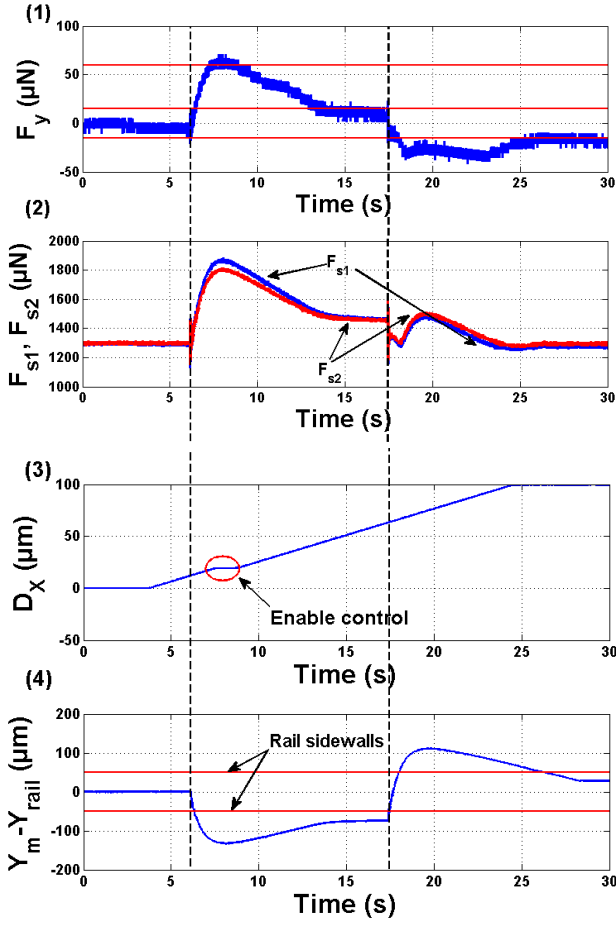 (1)
F_y (µN)
100
50
0
-50
0 5 10 15 20 25 30
Time (s)
(2)
F_s1, F_s2 (µN)
2000
1800
1600
1400
1200
1000
F_s1
F_s2
0 5 10 15 20 25 30
Time (s)
(3)
D_X (µm)
100
50
0
-50
Enable control
0 5 10 15 20 25 30
Time (s)
(4)
Y_m-Y_rail (µm)
200
100
0
-100
-200
Rail sidewalls
0 5 10 15 20 25 30
Time (s)